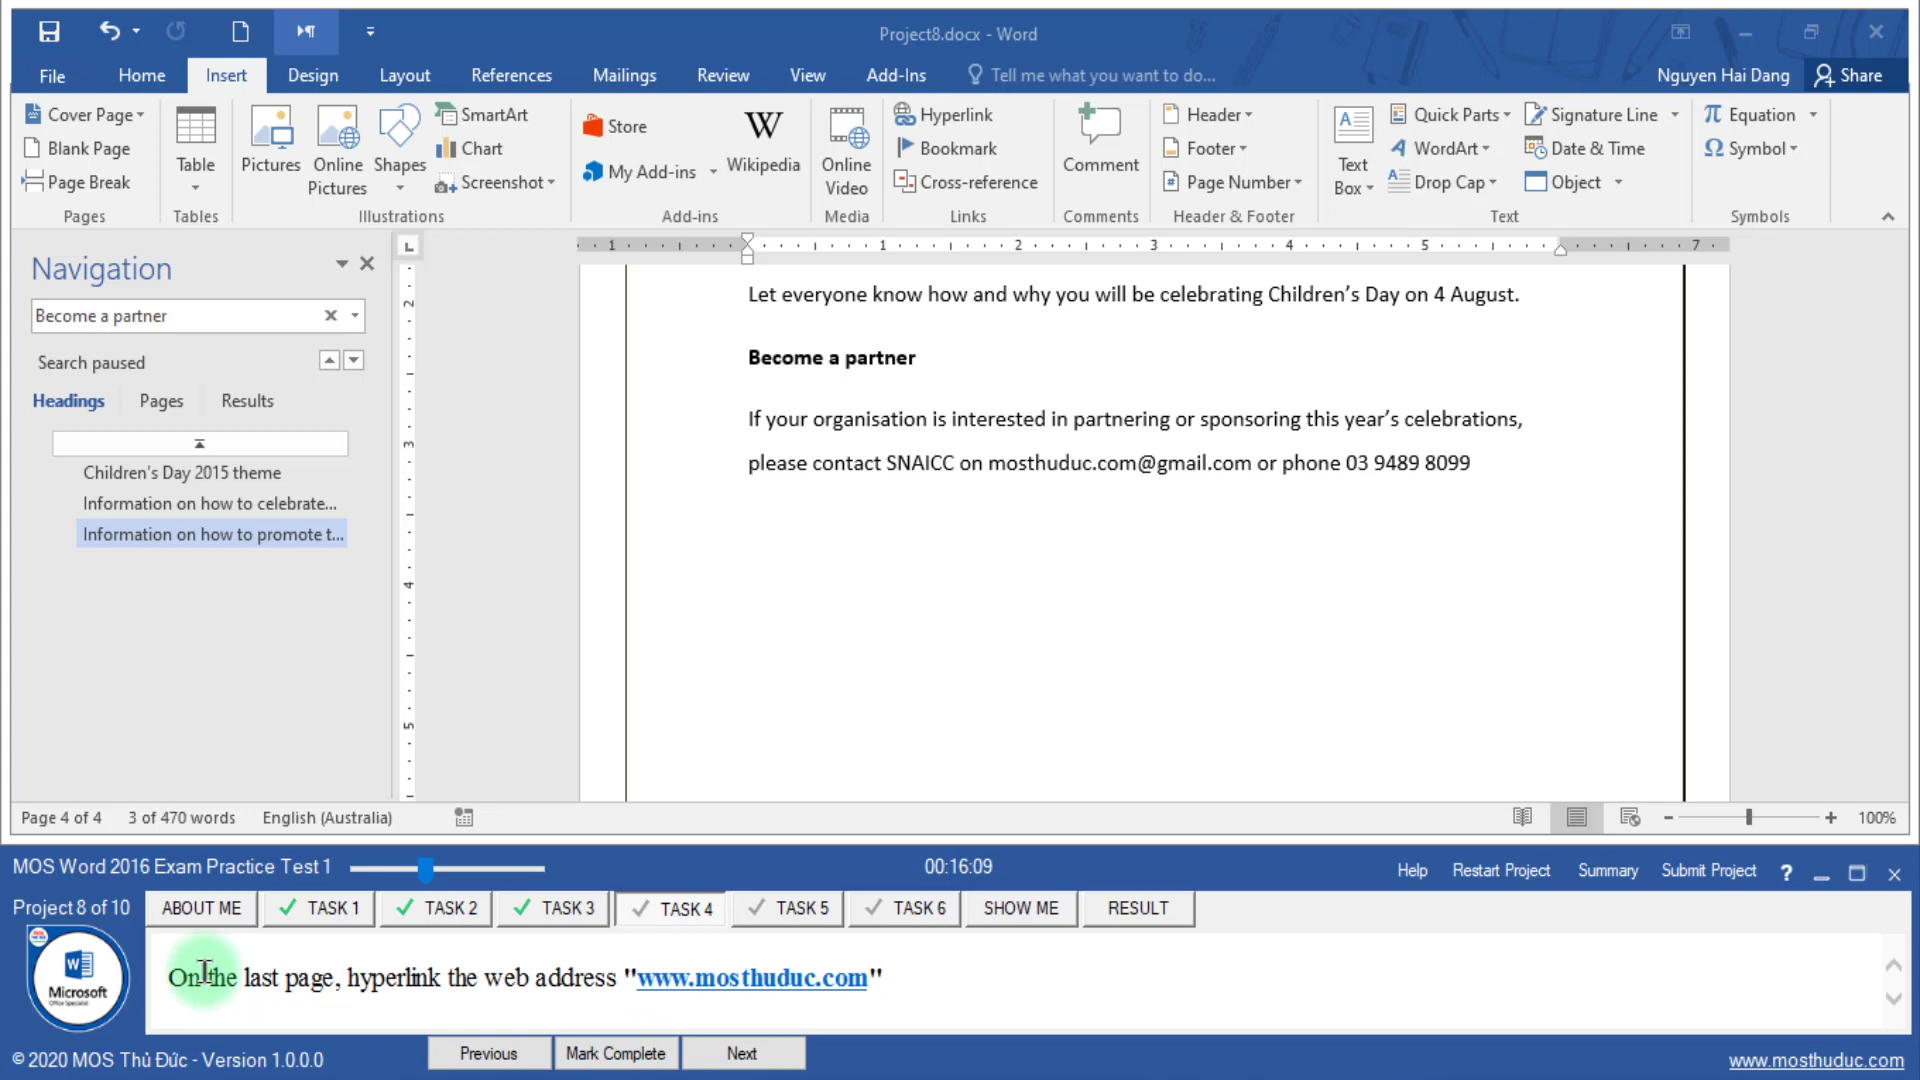 Project8.docx - Word
File Home Insert Design Layout References Mailings Review View Add-Ins Tell me what you want to do... Nguyen Hai Dang Share
Cover Page
Blank Page
Page Break
Pages
Table
Tables
Pictures
Online Pictures
Shapes
SmartArt
Chart
Screenshot
Illustrations
Store
My Add-ins
Wikipedia
Add-ins
Online Video
Media
Hyperlink
Bookmark
Cross-reference
Links
Comment
Comments
Header
Footer
Page Number
Header & Footer
Text Box
Quick Parts
WordArt
Drop Cap
Signature Line
Date & Time
Object
Text
Equation
Symbol
Symbols
Navigation
Become a partner
Search paused
Headings Pages Results
Children's Day 2015 theme
Information on how to celebrate...
Information on how to promote t...
1 1 2 3 4 5 7
2
3
4
5
Let everyone know how and why you will be celebrating Children’s Day on 4 August.
Become a partner
If your organisation is interested in partnering or sponsoring this year’s celebrations,
please contact SNAICC on mosthuduc.com@gmail.com or phone 03 9489 8099
Page 4 of 4 3 of 470 words English (Australia) 100%
MOS Word 2016 Exam Practice Test 1 00:16:09 Help Restart Project Summary Submit Project ?
Project 8 of 10 ABOUT ME TASK 1 TASK 2 TASK 3 TASK 4 TASK 5 TASK 6 SHOW ME RESULT
Microsoft
On the last page, hyperlink the web address "www.mosthuduc.com"
Previous Mark Complete Next
© 2020 MOS Thủ Đức - Version 1.0.0.0
www.mosthuduc.com